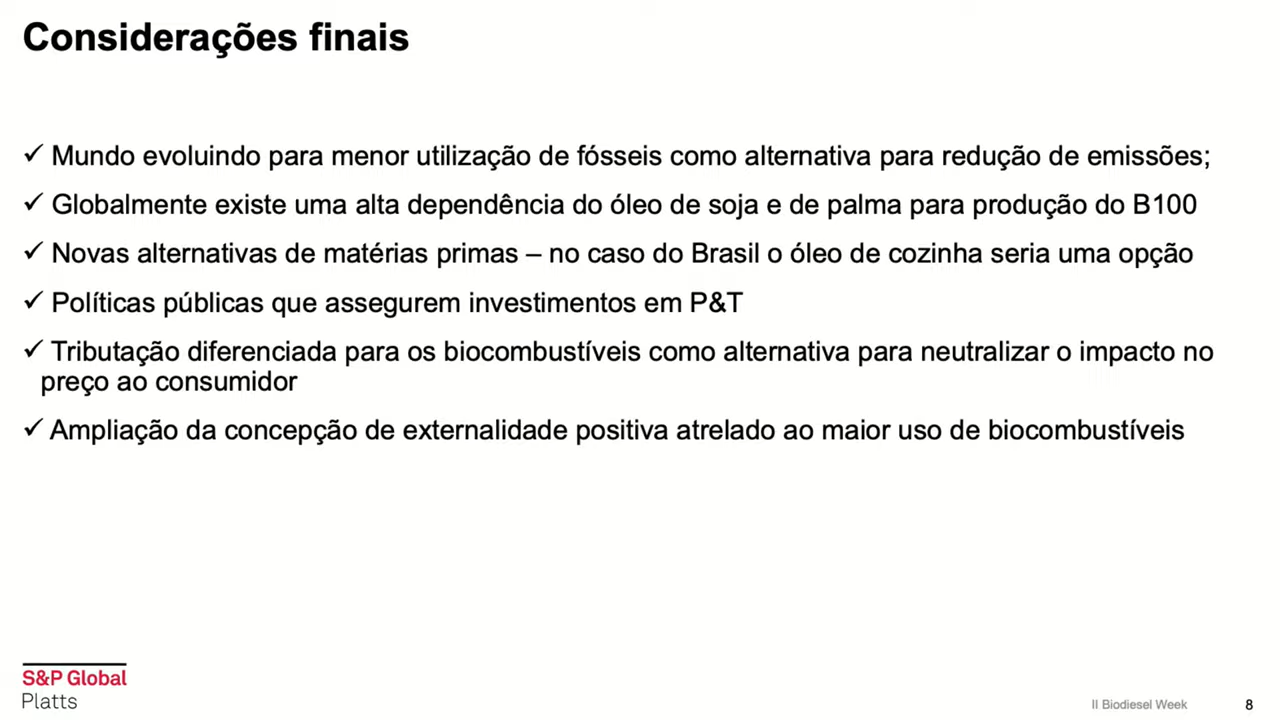 Considerações finais
✓ Mundo evoluindo para menor utilização de fósseis como alternativa para redução de emissões;
✓ Globalmente existe uma alta dependência do óleo de soja e de palma para produção do B100
✓ Novas alternativas de matérias primas – no caso do Brasil o óleo de cozinha seria uma opção
✓ Políticas públicas que assegurem investimentos em P&T
✓ Tributação diferenciada para os biocombustíveis como alternativa para neutralizar o impacto no
preço ao consumidor
✓ Ampliação da concepção de externalidade positiva atrelado ao maior uso de biocombustíveis
S&P Global
Platts
II Biodiesel Week
8